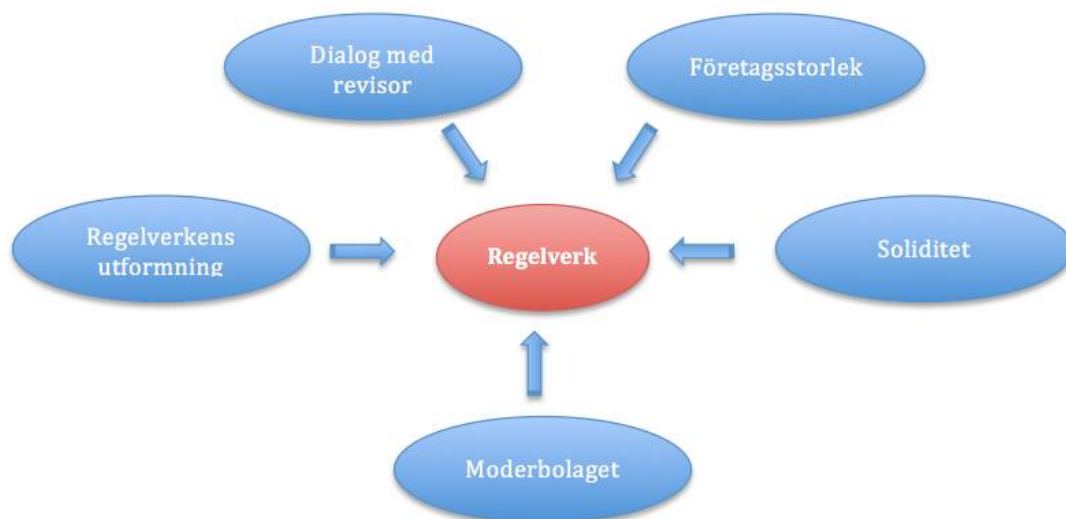 Dialog med
revisor
Företagsstorlek
Regelverkens
utformning
Regelverk
Soliditet
Moderbolaget